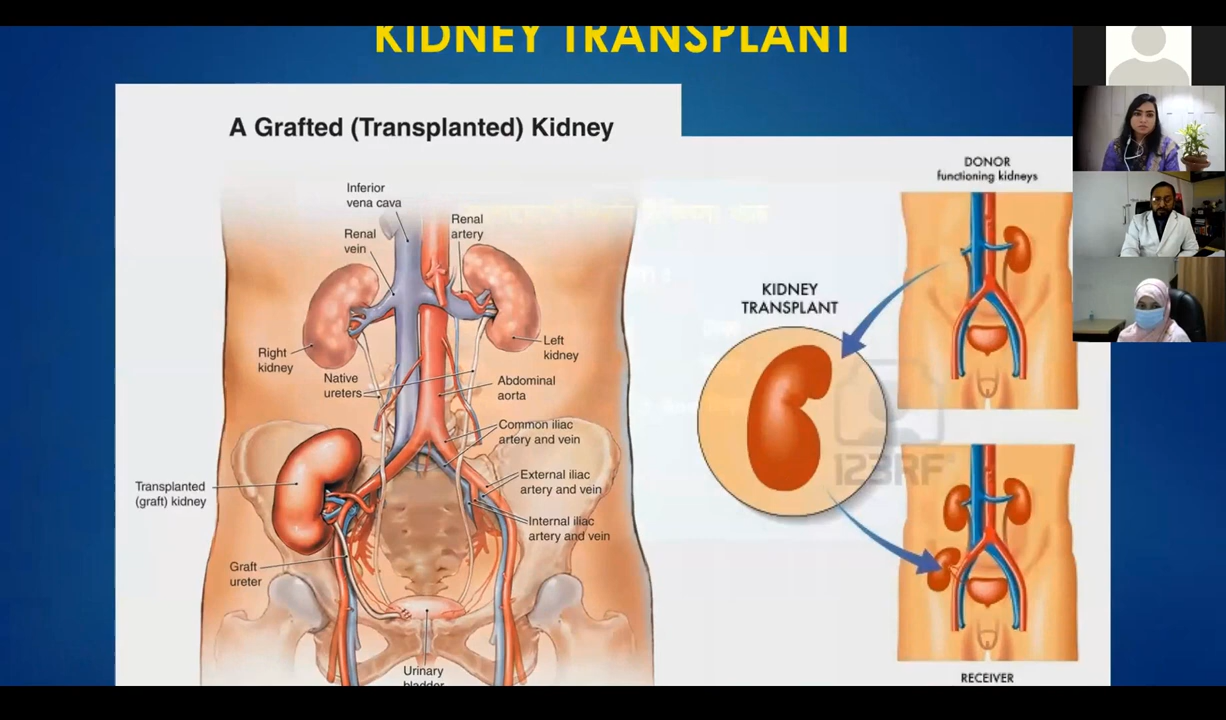 KIDNEY TRANSPLANT
A Grafted (Transplanted) Kidney
Inferior
vena cava
Renal
artery
Renal
vein
Right
kidney
Left
kidney
Native
ureters
Abdominal
aorta
Common iliac
artery and vein
External iliac
artery and vein
Transplanted
(graft) kidney
Internal iliac
artery and vein
Graft
ureter
Urinary
bladder
DONOR
functioning kidneys
KIDNEY
TRANSPLANT
123RF
RECEIVER